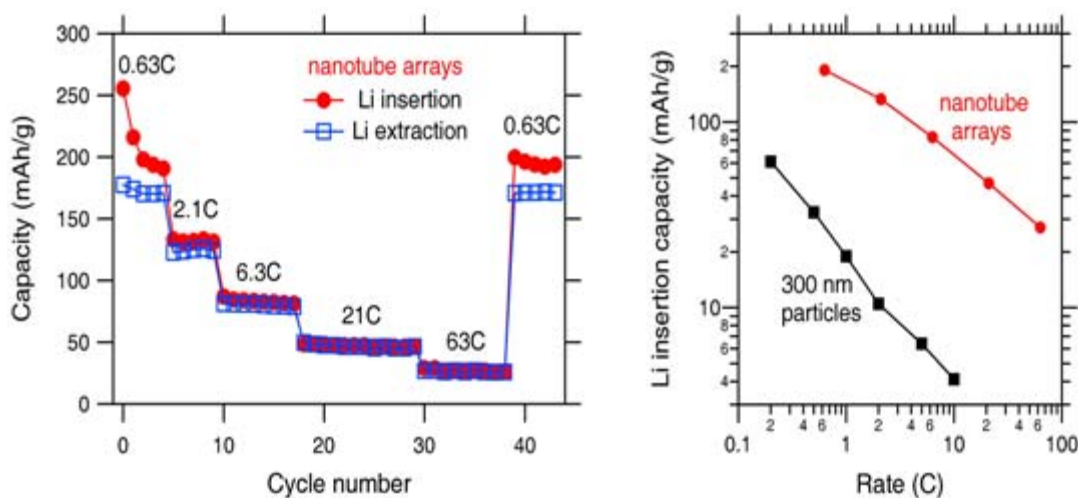 300
250
200
150
100
50
0
Capacity (mAh/g)
0
10
20
30
40
Cycle number
0.63C
2.1C
6.3C
21C
63C
0.63C
nanotube arrays
Li insertion
Li extraction
Li insertion capacity (mAh/g)
2
100
6
4
2
10
8
6
4
nanotube
arrays
300 nm
particles
0.1
2
4
6
1
2
4
6
10
2
4
6
100
Rate (C)